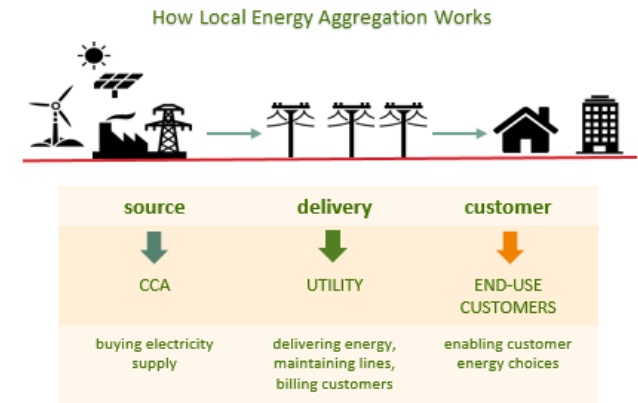 How Local Energy Aggregation Works
source
delivery
customer
CCA
UTILITY
END-USE
CUSTOMERS
buying electricity
supply
delivering energy,
maintaining lines,
billing customers
enabling customer
energy choices